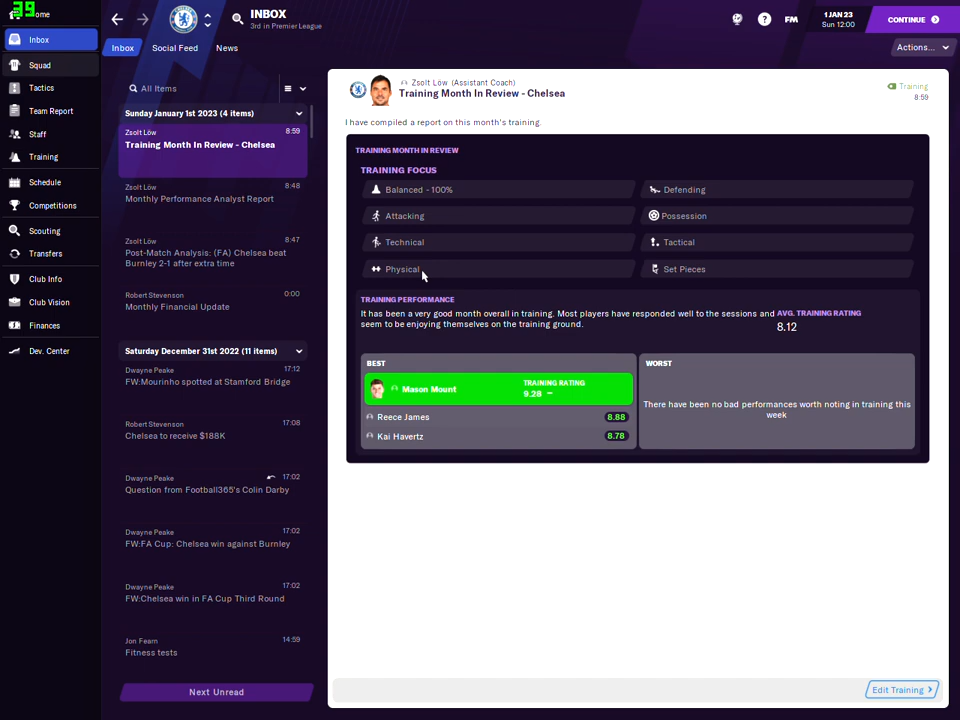 39
ome
INBOX
3rd in Premier League
FM
1 JAN 23
Sun 12:00
CONTINUE
Inbox
Inbox
Social Feed
News
Actions...
Squad
Tactics
Team Report
Staff
Training
Schedule
Competitions
Scouting
Transfers
Club Info
Club Vision
Finances
Dev. Center
All Items
Sunday January 1st 2023 (4 items)
Zsolt Löw
8:59
Training Month In Review - Chelsea
Zsolt Löw
8:48
Monthly Performance Analyst Report
Zsolt Löw
8:47
Post-Match Analysis: (FA) Chelsea beat
Burnley 2-1 after extra time
Robert Stevenson
0:00
Monthly Financial Update
Saturday December 31st 2022 (11 items)
Dwayne Peake
17:12
FW:Mourinho spotted at Stamford Bridge
Robert Stevenson
17:08
Chelsea to receive $188K
Dwayne Peake
17:02
Question from Football365's Colin Darby
Dwayne Peake
17:02
FW:FA Cup: Chelsea win against Burnley
Dwayne Peake
17:02
FW:Chelsea win in FA Cup Third Round
Jon Fearn
14:59
Fitness tests
Next Unread
Zsolt Löw (Assistant Coach)
Training Month In Review - Chelsea
Training
8:59
I have compiled a report on this month's training.
TRAINING MONTH IN REVIEW
TRAINING FOCUS
Balanced - 100%
Defending
Attacking
Possession
Technical
Tactical
Physical
Set Pieces
TRAINING PERFORMANCE
It has been a very good month overall in training. Most players have responded well to the sessions and
seem to be enjoying themselves on the training ground.
AVG. TRAINING RATING
8.12
BEST
Mason Mount
TRAINING RATING
9.28 -
Reece James
8.88
Kai Havertz
8.78
WORST
There have been no bad performances worth noting in training this
week
Edit Training